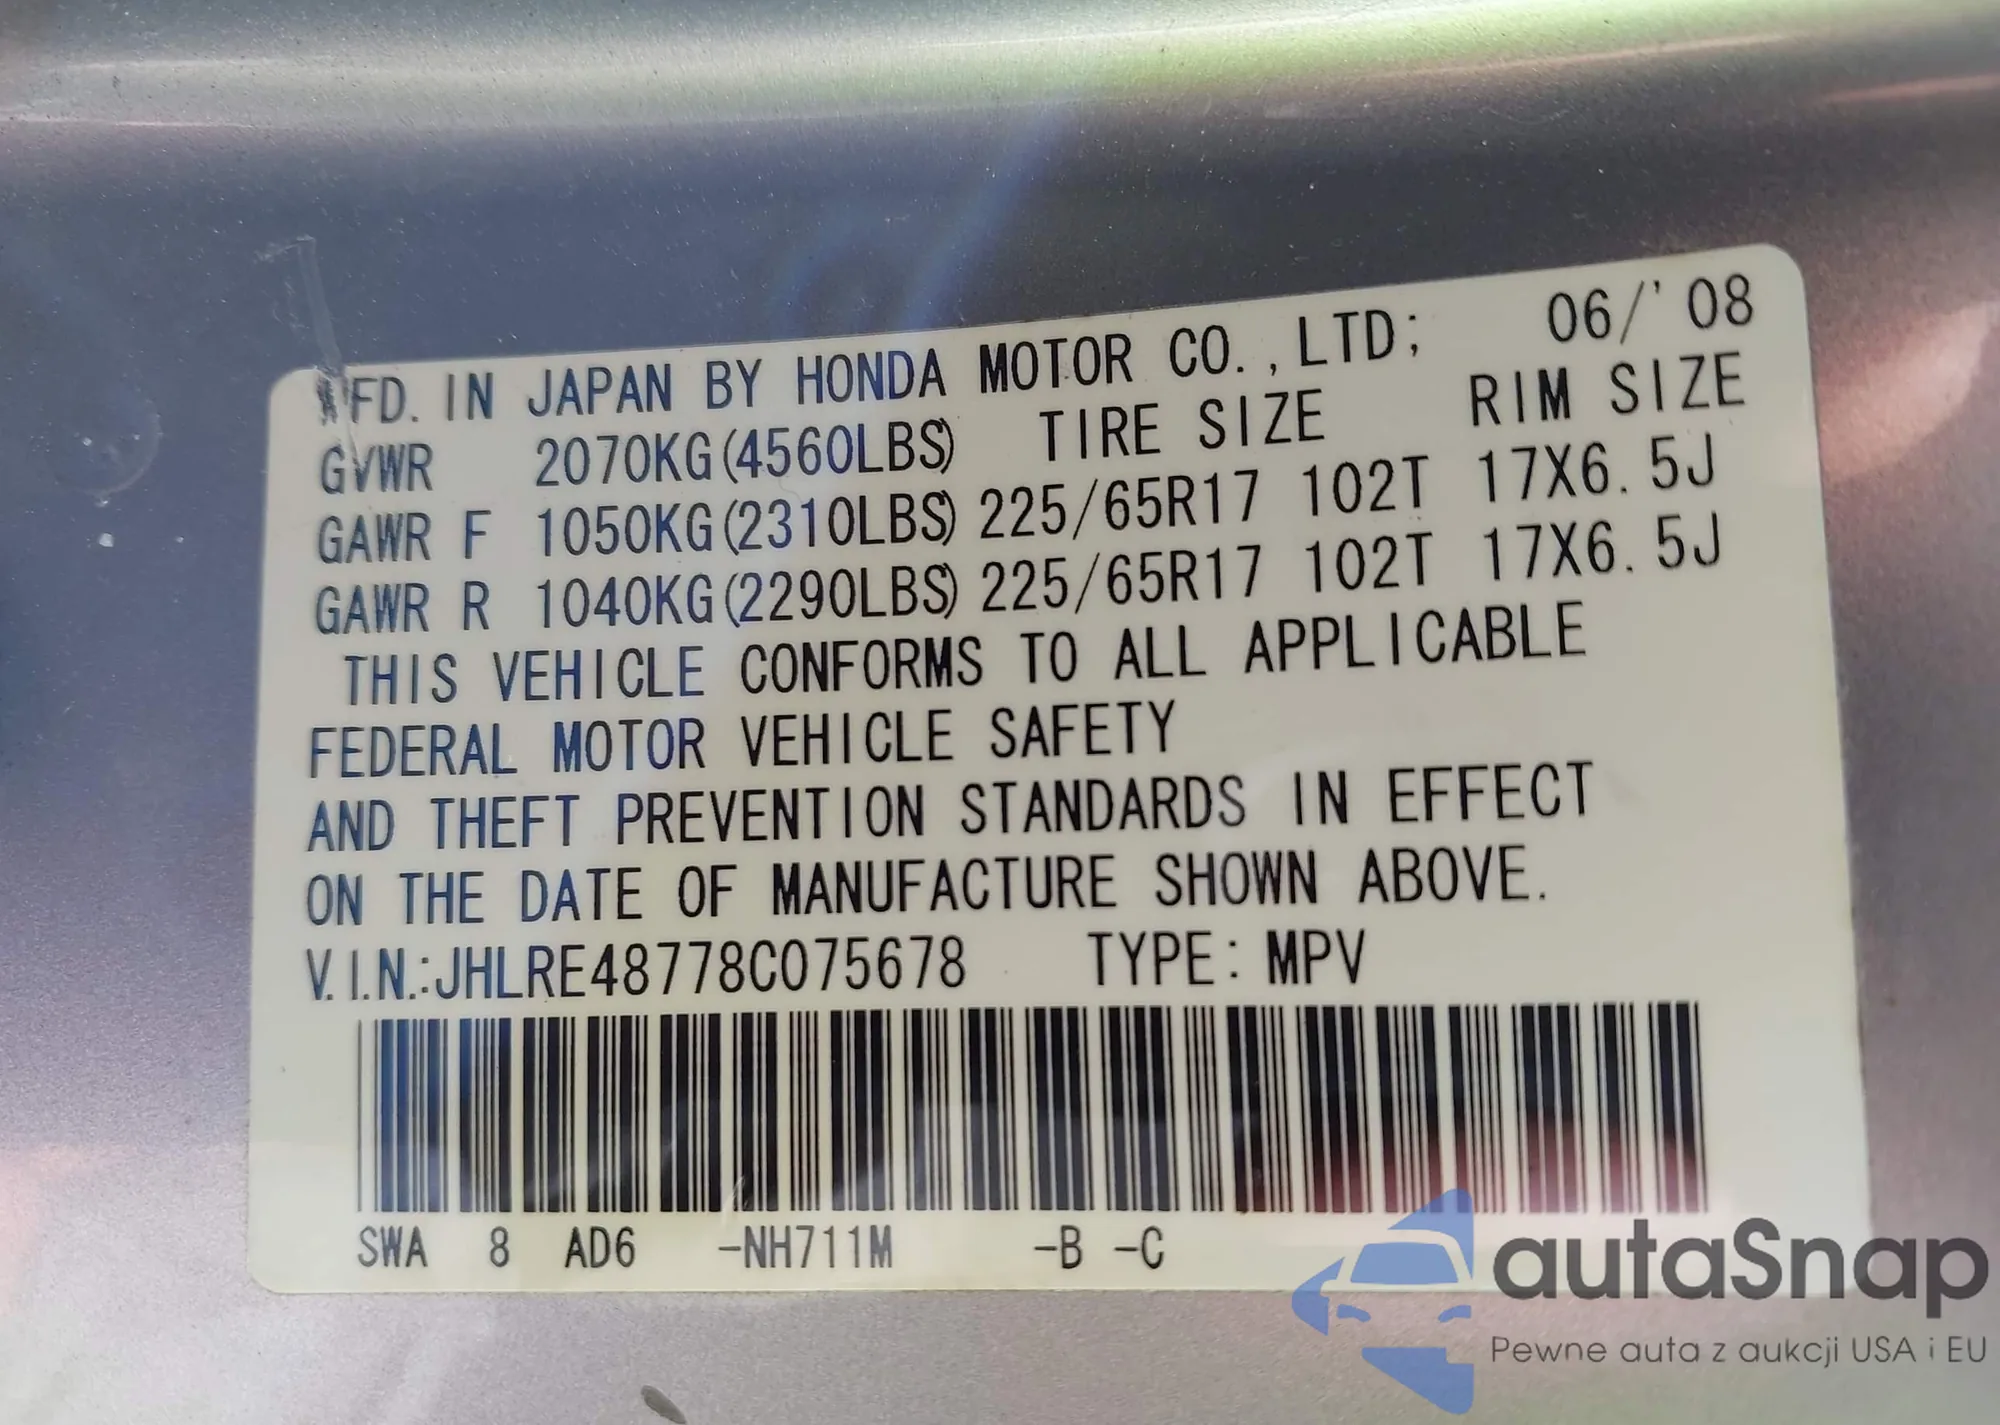 MFD. IN JAPAN BY HONDA MOTOR CO.,LTD; 06/'08
GVWR 2070KG(4560LBS) TIRE SIZE RIM SIZE
GAWR F 1050KG(2310LBS) 225/65R17 102T 17X6.5J
GAWR R 1040KG(2290LBS) 225/65R17 102T 17X6.5J
THIS VEHICLE CONFORMS TO ALL APPLICABLE
FEDERAL MOTOR VEHICLE SAFETY
AND THEFT PREVENTION STANDARDS IN EFFECT
ON THE DATE OF MANUFACTURE SHOWN ABOVE.
V.I.N.:JHLRE48778C075678 TYPE: MPV
SWA 8 AD6 -NH711M -B -C
autaSnap
Pewne auta z aukcji USA i EU